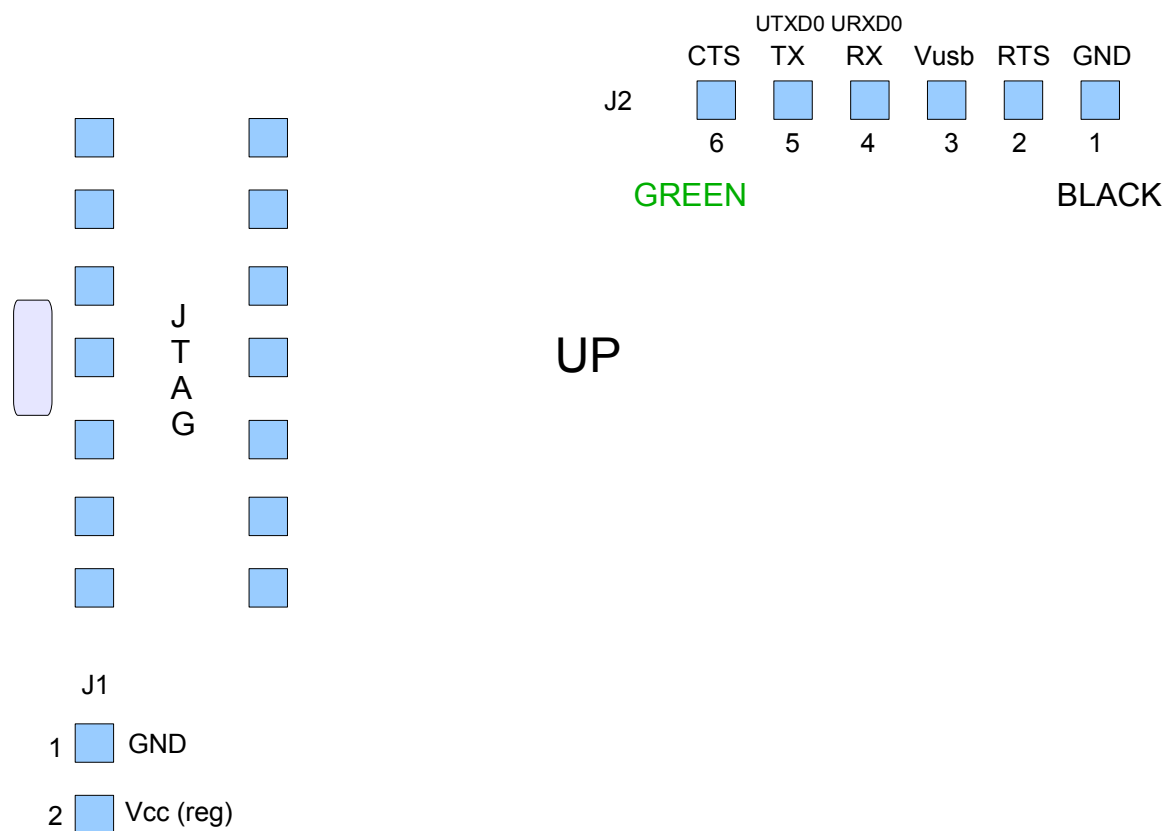 UTXD0 URXD0
CTS TX RX Vusb RTS GND
J2
6 5 4 3 2 1
GREEN BLACK
J
T
A
G
UP
J1
1 GND
2 Vcc (reg)